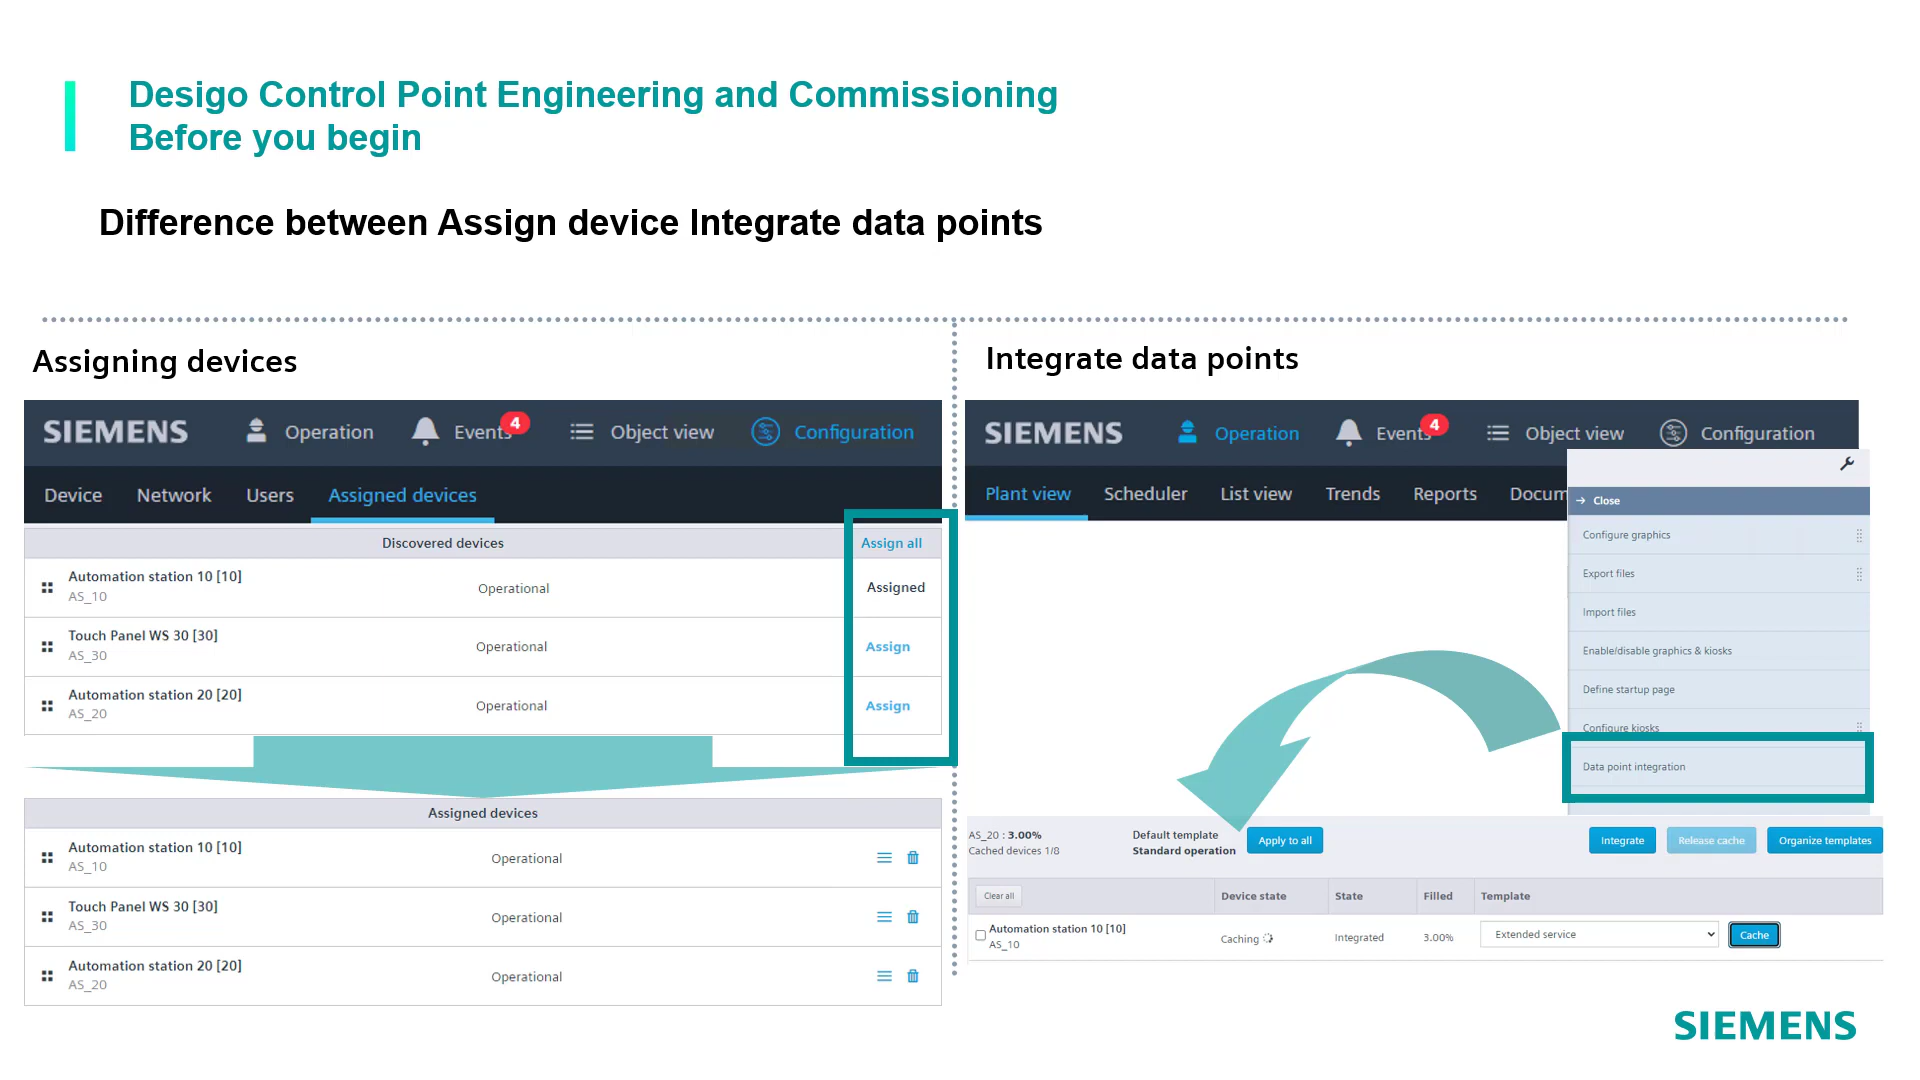 Desigo Control Point Engineering and Commissioning
Before you begin
Difference between Assign device Integrate data points
Assigning devices
SIEMENS Operation Events 4 Object view Configuration
Device Network Users Assigned devices
Discovered devices Assign all
Automation station 10 [10]
AS_10
Operational
Assigned
Touch Panel WS 30 [30]
AS_30
Operational
Assign
Automation station 20 [20]
AS_20
Operational
Assign
Assigned devices
Automation station 10 [10]
AS_10
Operational
Touch Panel WS 30 [30]
AS_30
Operational
Automation station 20 [20]
AS_20
Operational
Integrate data points
SIEMENS Operation Events 4 Object view Configuration
Plant view Scheduler List view Trends Reports Docum
Close
Configure graphics
Export files
Import files
Enable/disable graphics & kiosks
Define startup page
Configure kiosks
Data point integration
AS_20 : 3.00%
Cached devices 1/8
Default template
Standard operation
Apply to all
Integrate
Release cache
Organize templates
Clear all Device state State Filled Template
Automation station 10 [10]
AS_10
Caching Integrated 3.00% Extended service Cache
SIEMENS